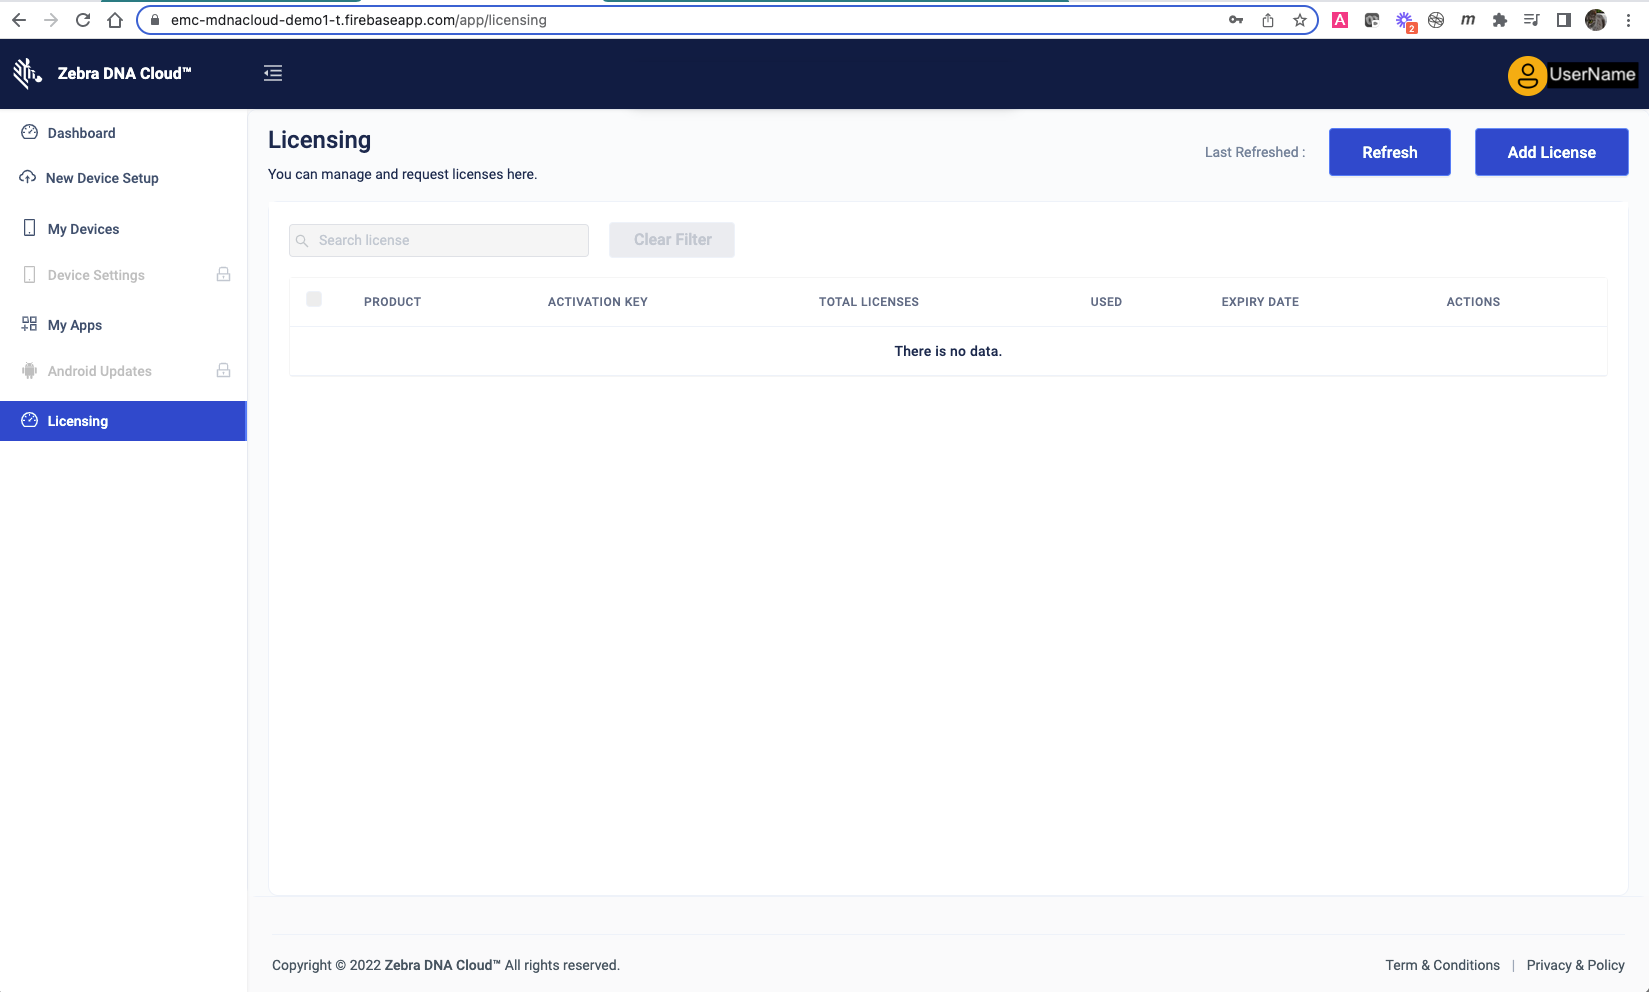 emc-mdnacloud-demo1-t.firebaseapp.com/app/licensing
A
2
m
Zebra DNA Cloud™
UserName
Dashboard
New Device Setup
My Devices
Device Settings
My Apps
Android Updates
Licensing
Licensing
You can manage and request licenses here.
Last Refreshed :
Refresh
Add License
Search license
Clear Filter
PRODUCT ACTIVATION KEY TOTAL LICENSES USED EXPIRY DATE ACTIONS
There is no data.
Copyright © 2022 Zebra DNA Cloud™ All rights reserved.
Term & Conditions | Privacy & Policy